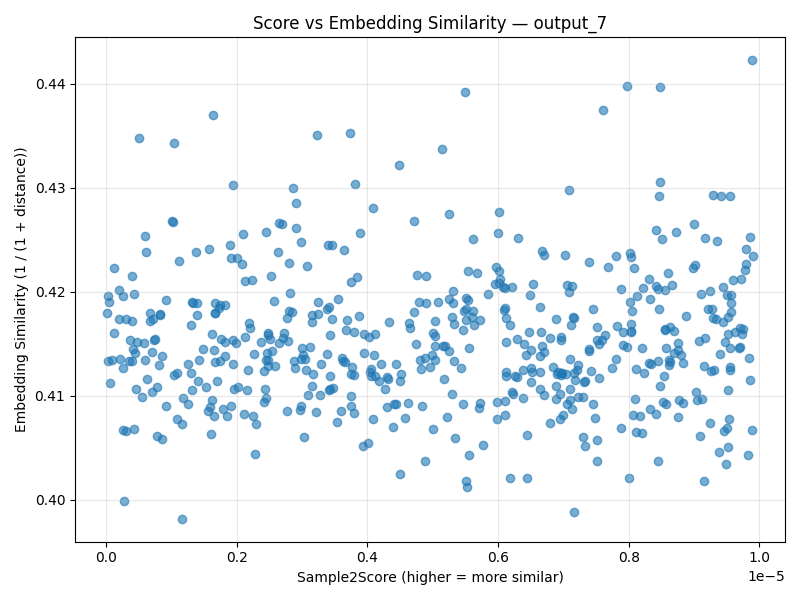 Score vs Embedding Similarity — output_7
Embedding Similarity (1 / (1 + distance))
0.44
0.43
0.42
0.41
0.40
0.0 0.2 0.4 0.6 0.8 1.0
1e−5
Sample2Score (higher = more similar)